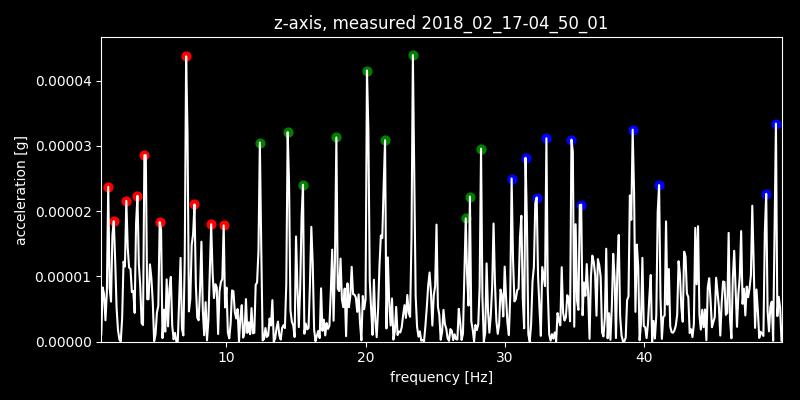 z-axis, measured 2018_02_17-04_50_01
acceleration [g]
0.00004
0.00003
0.00002
0.00001
0.00000
10 20 30 40
frequency [Hz]